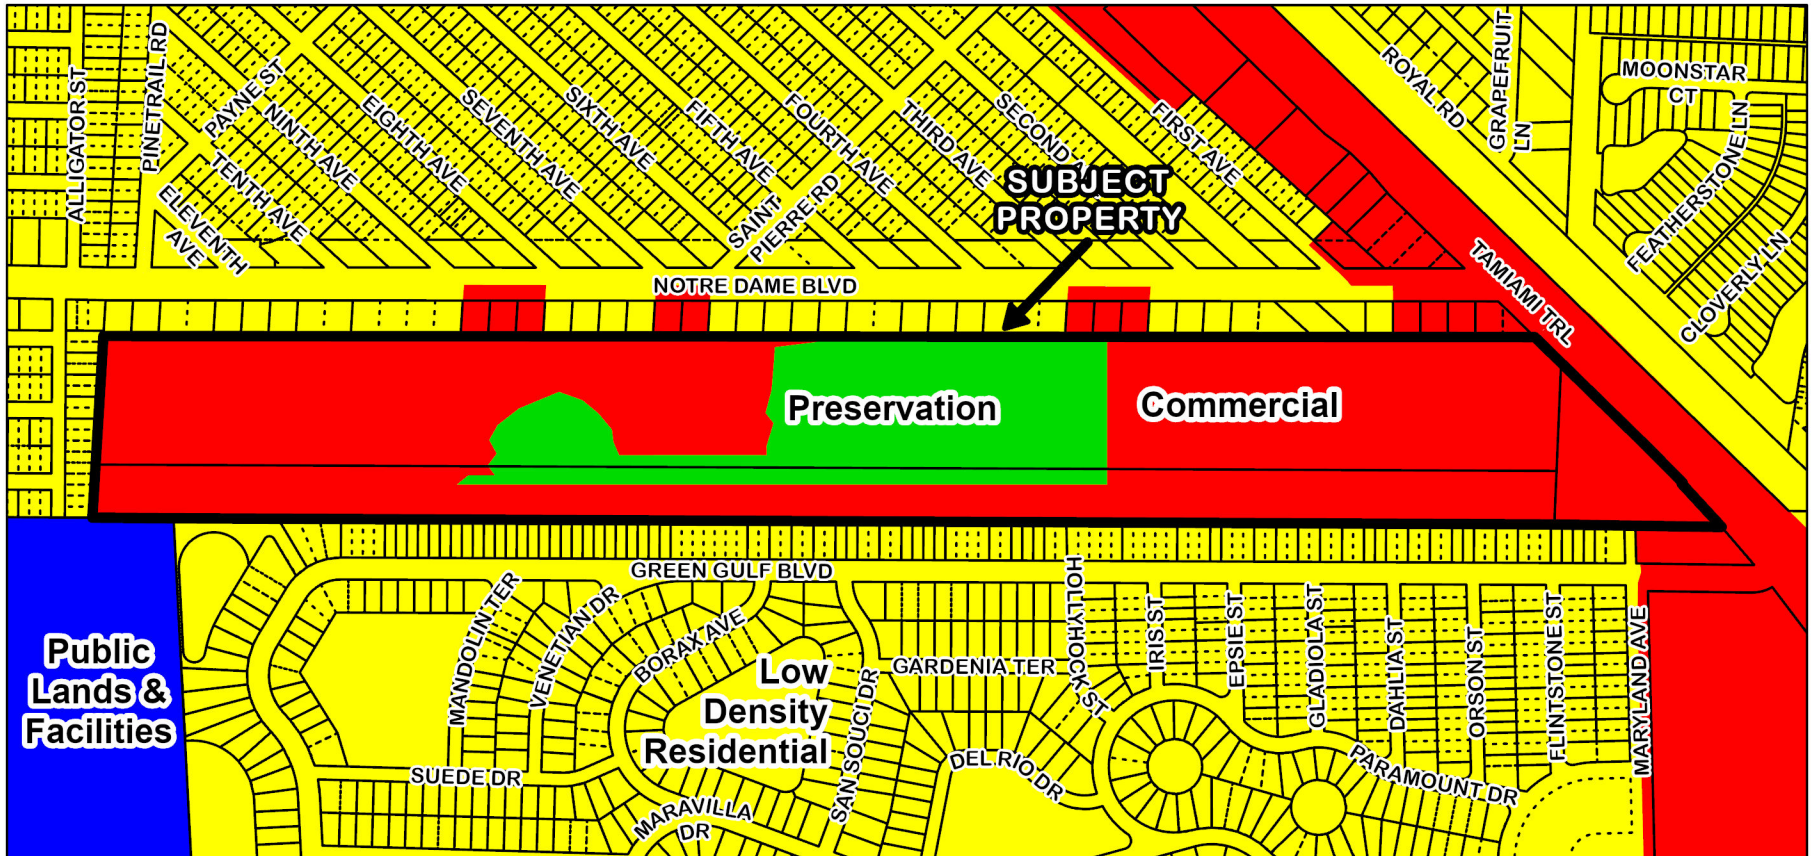 ALLIGATOR ST
PINETRAIL RD
PAYNE ST
NINTH AVE
EIGHTH AVE
SEVENTH AVE
SIXTH AVE
FIFTH AVE
FOURTH AVE
THIRD AVE
SECOND
FIRST AVE
TENTH AVE
ELEVENTH
AVE
SAINT
PIERRE RD
ROYAL RD
GRAPEFRUIT
LN
MOONSTAR
CT
FEATHERSTONE LN
CLOVERLY LN
TAMIAMI TRL
SUBJECT
PROPERTY
NOTRE DAME BLVD
Preservation
Commercial
GREEN GULF BLVD
Public
Lands &
Facilities
MANDOLIN TER
VENETIAN DR
BORAX AVE
Low
Density
Residential
SAN SOUCI DR
GARDENIA TER
HOLLYHOCK ST
IRIS ST
EPSIE ST
GLADIOLA ST
DAHLIA ST
ORSON ST
FLINTSTONE ST
MARYLAND AVE
SUEDE DR
MARAVILLA
DR
DEL RIO DR
PARAMOUNT DR